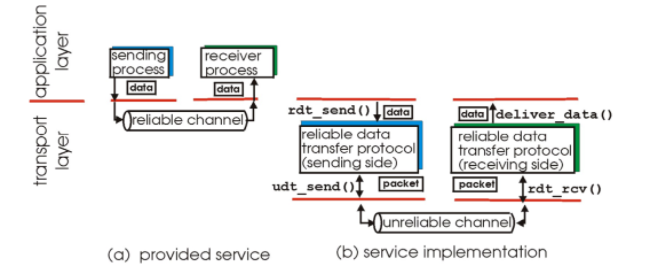 application
layer
transport
layer
sending
process
receiver
process
data
data
reliable channel
(a) provided service
rdt_send()
data
data
deliver_data()
reliable data
transfer protocol
(sending side)
reliable data
transfer protocol
(receiving side)
udt_send()
packet
packet
rdt_rcv()
unreliable channel
(b) service implementation